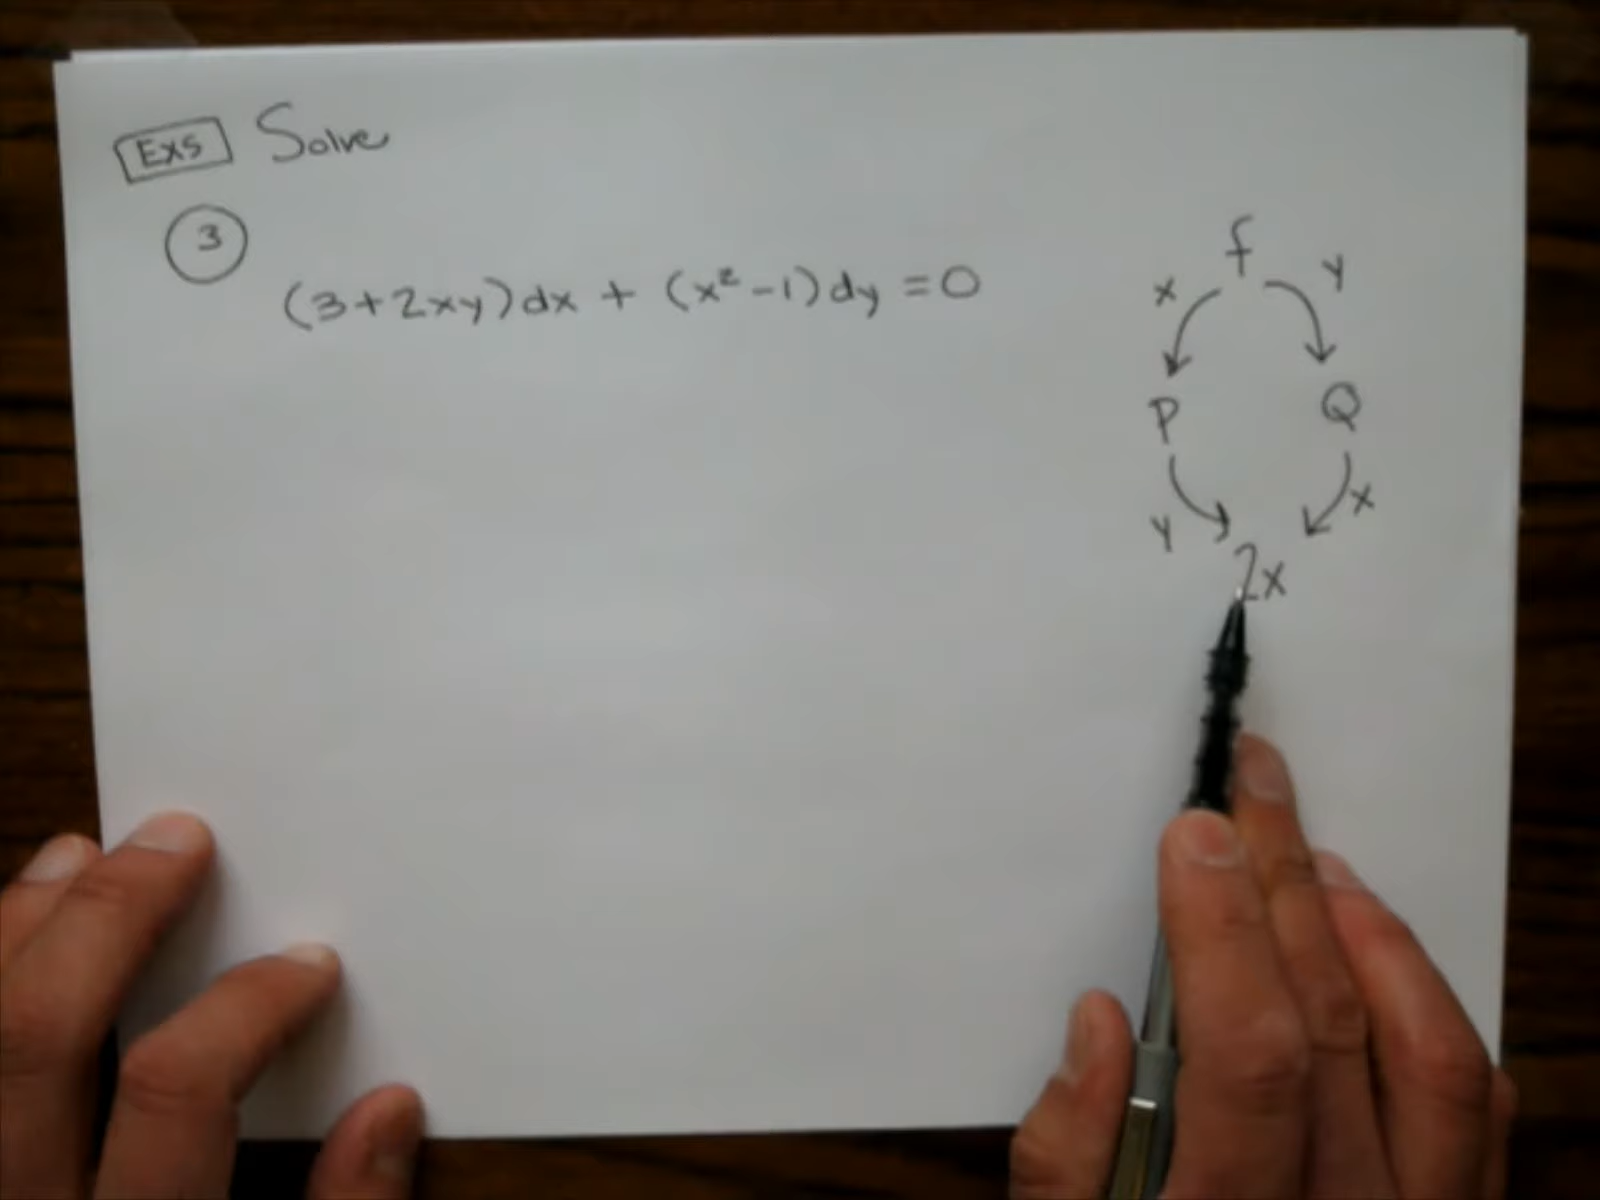 Exs Solve
3
(3+2xy)dx + (x²-1)dy =0
f
x y
P Q
y x
2x